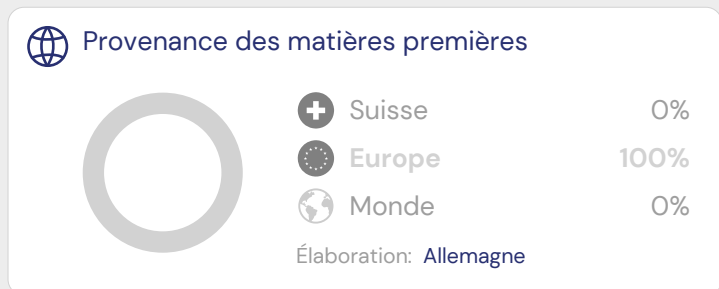 Provenance des matières premières
Suisse 0%
Europe 100%
Monde 0%
Élaboration: Allemagne